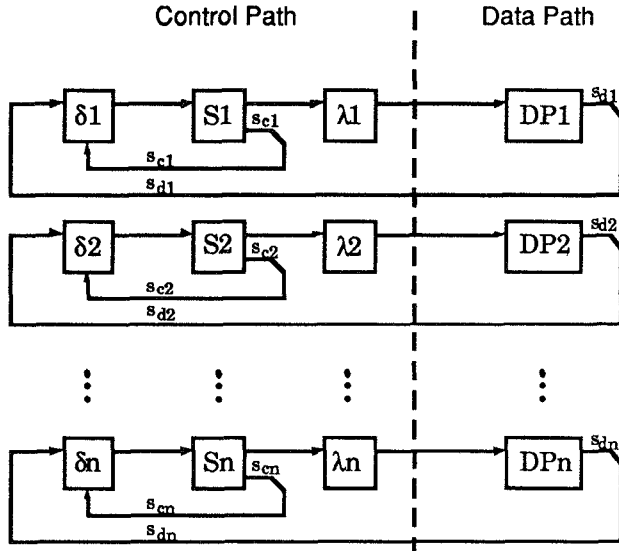 Control Path Data Path
δ1 S1 λ1 DP1 s_d1
s_c1
s_c1
s_d1
δ2 S2 λ2 DP2 s_d2
s_c2
s_c2
s_d2
δn Sn λn DPn s_dn
s_cn
s_cn
s_dn